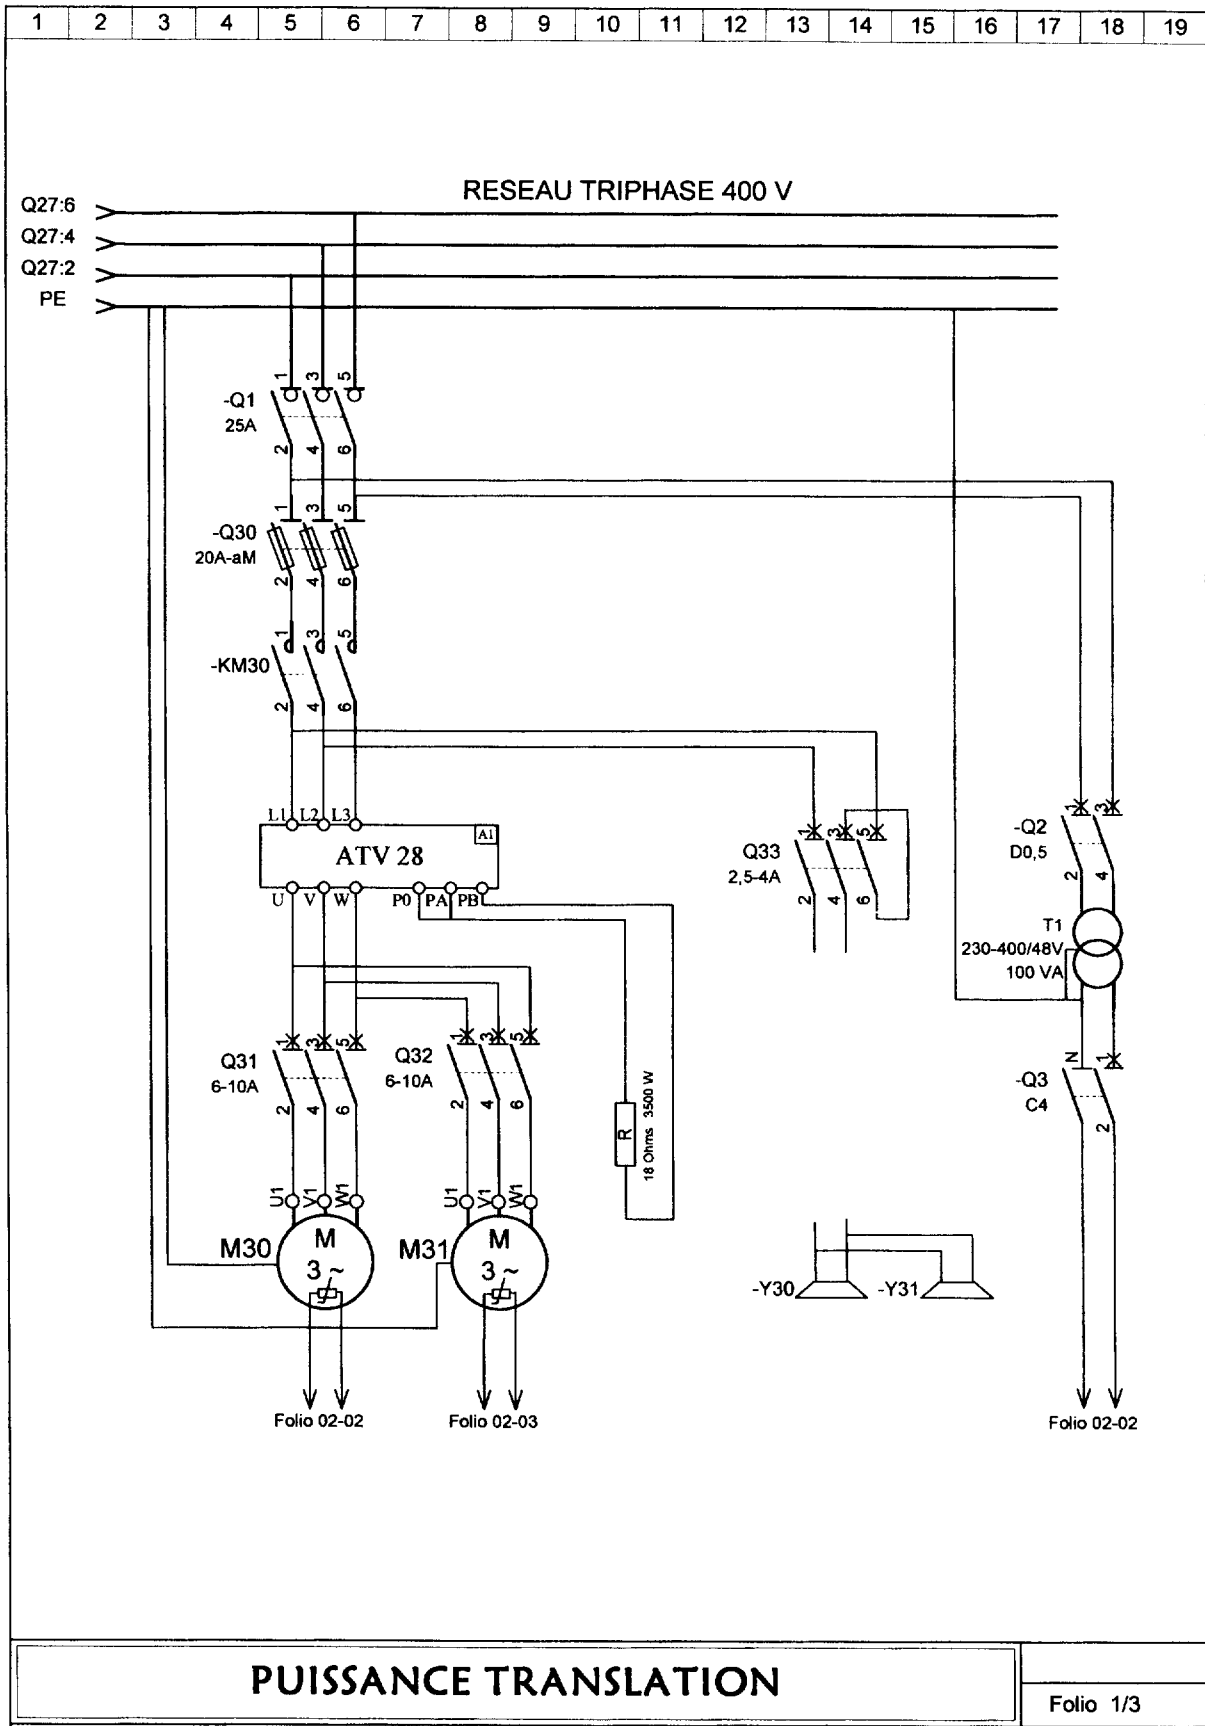 1 2 3 4 5 6 7 8 9 10 11 12 13 14 15 16 17 18 19
RESEAU TRIPHASE 400 V
Q27:6
Q27:4
Q27:2
PE
1 3 5
-Q1
25A
2 4 6
1 3 5
-Q30
20A-aM
2 4 6
1 3 5
-KM30
2 4 6
L1 L2 L3
A1
ATV 28
U V W P0 PA PB
1 3 5
Q33
2,5-4A
2 4 6
1 3
-Q2
D0,5
2 4
T1
230-400/48V
100 VA
1 3 5
Q31
6-10A
2 4 6
1 3 5
Q32
6-10A
2 4 6
R
18 Ohms 3500 W
N 1
-Q3
C4
2
U1 V1 W1
M30
M
3 ~
U1 V1 W1
M31
M
3 ~
-Y30
-Y31
Folio 02-02
Folio 02-03
Folio 02-02
PUISSANCE TRANSLATION
Folio 1/3